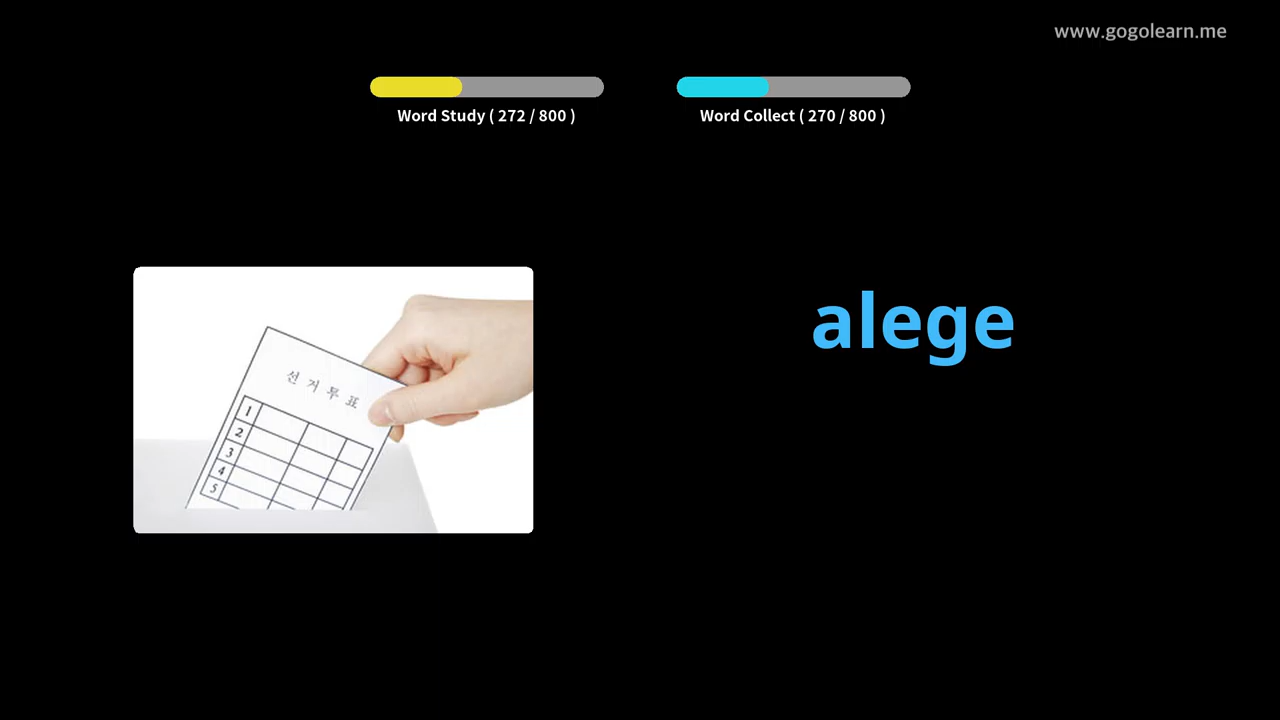 www.gogolearn.me
Word Study ( 272 / 800 )
Word Collect ( 270 / 800 )
alege
선거투표
1
2
3
4
5